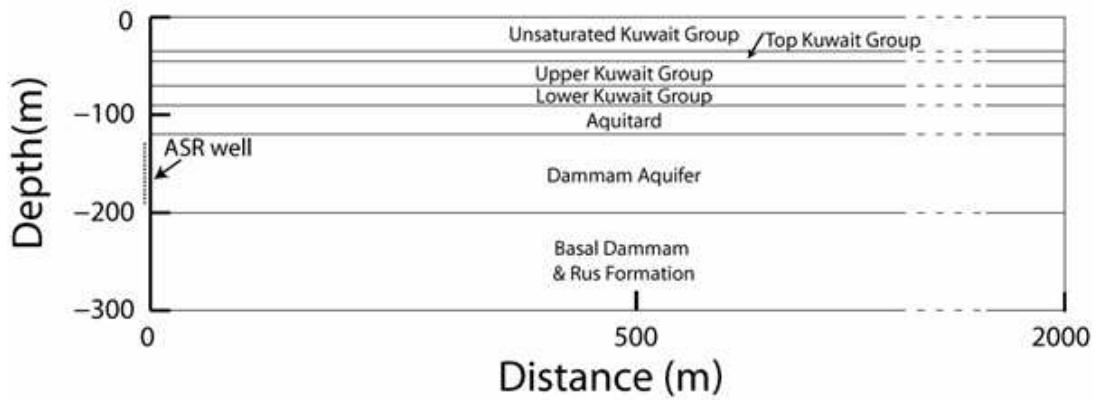 0
Unsaturated Kuwait Group
Top Kuwait Group
Upper Kuwait Group
Lower Kuwait Group
−100
Aquitard
ASR well
Dammam Aquifer
−200
Basal Dammam
& Rus Formation
−300
Depth(m)
0
500
2000
Distance (m)